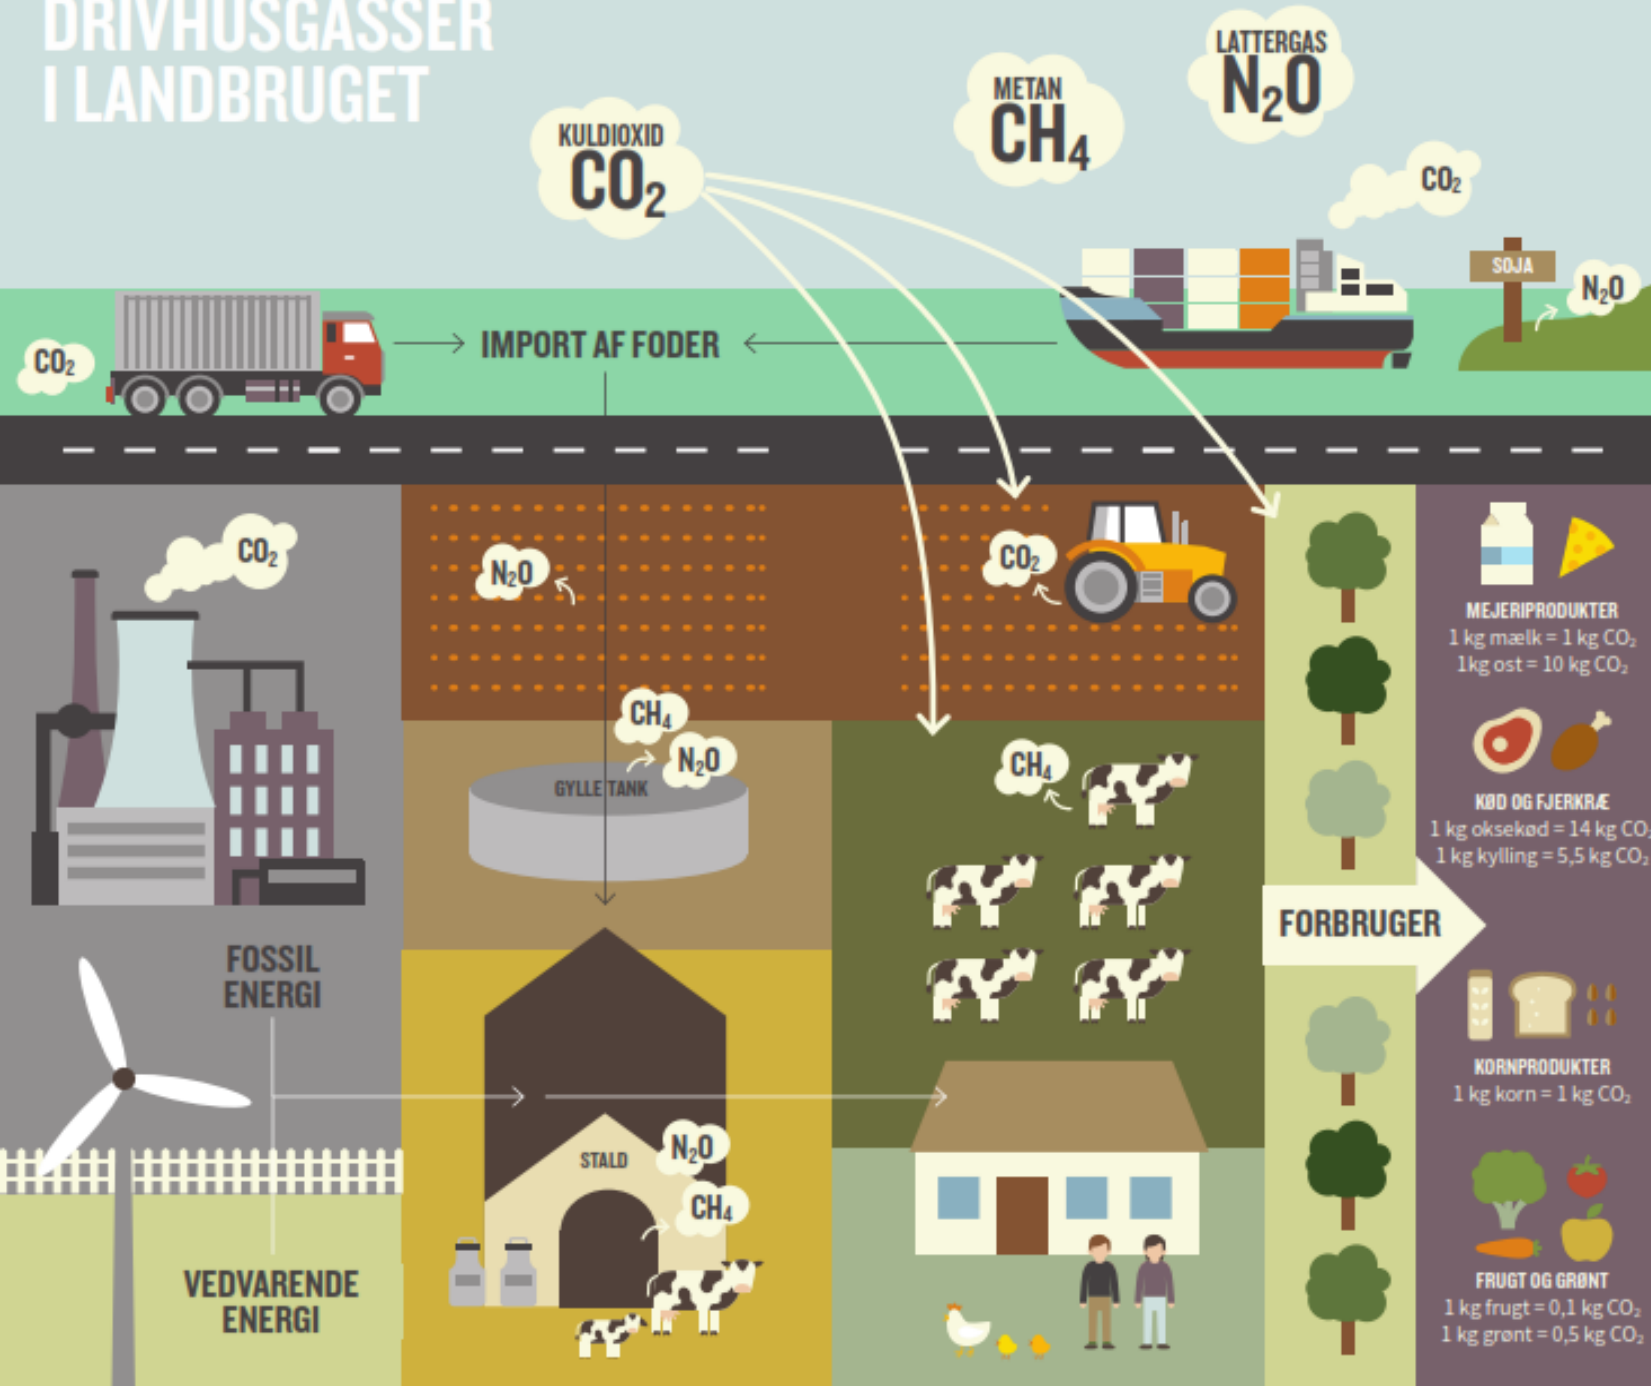 DRIVHUSGASSER
I LANDBRUGET
KULDIOXID
CO₂
METAN
CH₄
LATTERGAS
N₂O
CO₂
SOJA
N₂O
CO₂
IMPORT AF FODER
CO₂
N₂O
CO₂
CH₄
N₂O
GYLLE TANK
CH₄
FOSSIL
ENERGI
VEDVARENDE
ENERGI
STALD
N₂O
CH₄
FORBRUGER
MEJERIPRODUKTER
1 kg mælk = 1 kg CO₂
1kg ost = 10 kg CO₂
KØD OG FJERKRÆ
1 kg oksekød = 14 kg CO₂
1 kg kylling = 5,5 kg CO₂
KORNPRODUKTER
1 kg korn = 1 kg CO₂
FRUGT OG GRØNT
1 kg frugt = 0,1 kg CO₂
1 kg grønt = 0,5 kg CO₂